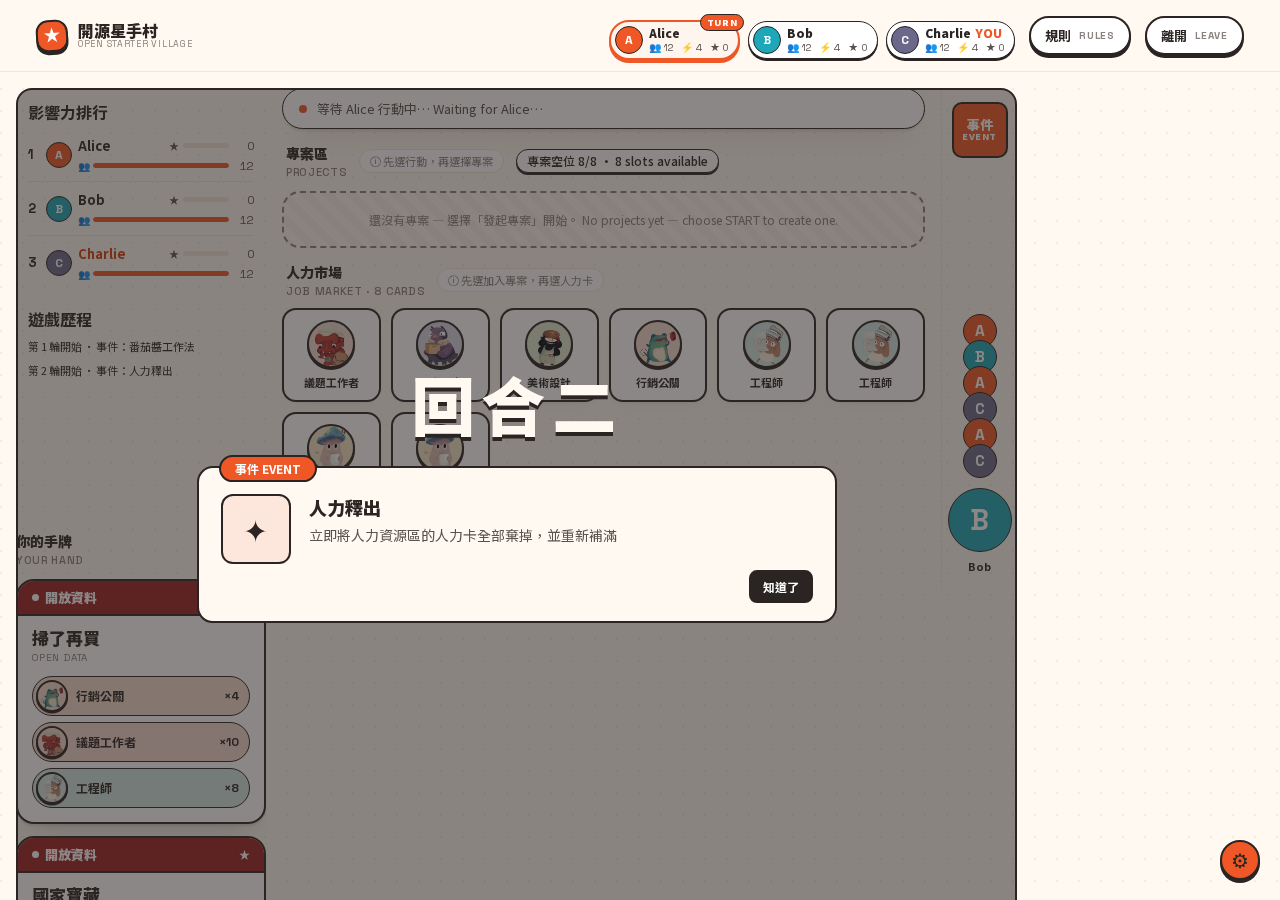 開源星手村
OPEN STARTER VILLAGE
TURN
A Alice
👥 12 ⚡ 4 ★ 0
B Bob
👥 12 ⚡ 4 ★ 0
C Charlie YOU
👥 12 ⚡ 4 ★ 0
規則 RULES
離開 LEAVE
影響力排行
1 A Alice ★ 0
👥 12
2 B Bob ★ 0
👥 12
3 C Charlie ★ 0
👥 12
遊戲歷程
第 1 輪開始・事件：番茄醬工作法
第 2 輪開始・事件：人力釋出
等待 Alice 行動中… Waiting for Alice…
專案區
PROJECTS
ⓘ 先選行動，再選擇專案
專案空位 8/8 • 8 slots available
還沒有專案 — 選擇「發起專案」開始。 No projects yet — choose START to create one.
人力市場
JOB MARKET · 8 CARDS
ⓘ 先選加入專案，再選人力卡
議題工作者
美術設計
行銷公關
工程師
工程師
事件
EVENT
A
B
A
C
A
C
B
Bob
回合二
事件 EVENT
人力釋出
立即將人力資源區的人力卡全部棄掉，並重新補滿
知道了
你的手牌
YOUR HAND
開放資料
掃了再買
OPEN DATA
行銷公關 ×4
議題工作者 ×10
工程師 ×8
開放資料 ★
國家寶藏